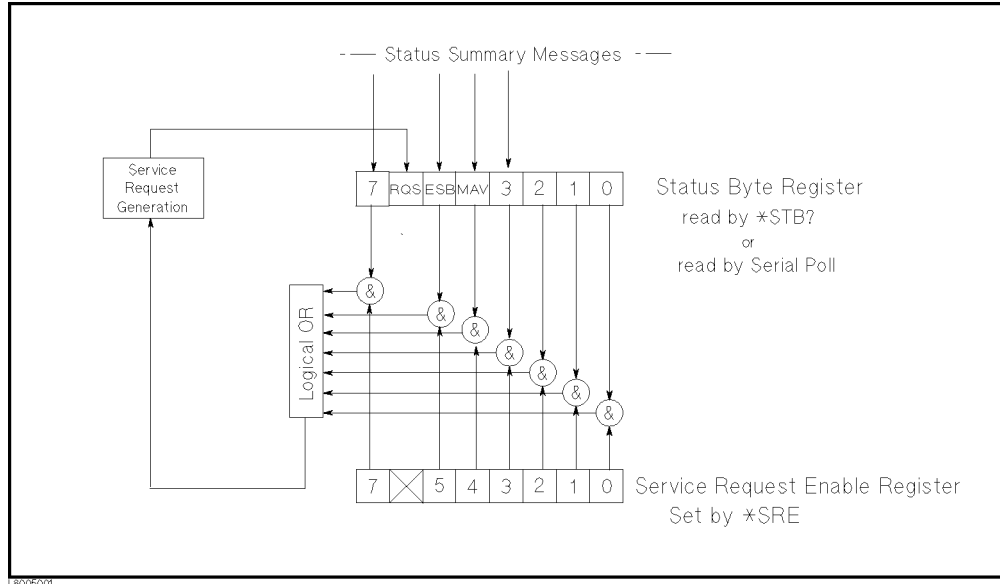 - — Status Summary Messages - —
Service
Request
Generation
7 RQS ESB MAV 3 2 1 0
Status Byte Register
read by *STB?
or
read by Serial Poll
Logical OR
&
&
&
&
&
&
&
7 5 4 3 2 1 0
Service Request Enable Register
Set by *SRE